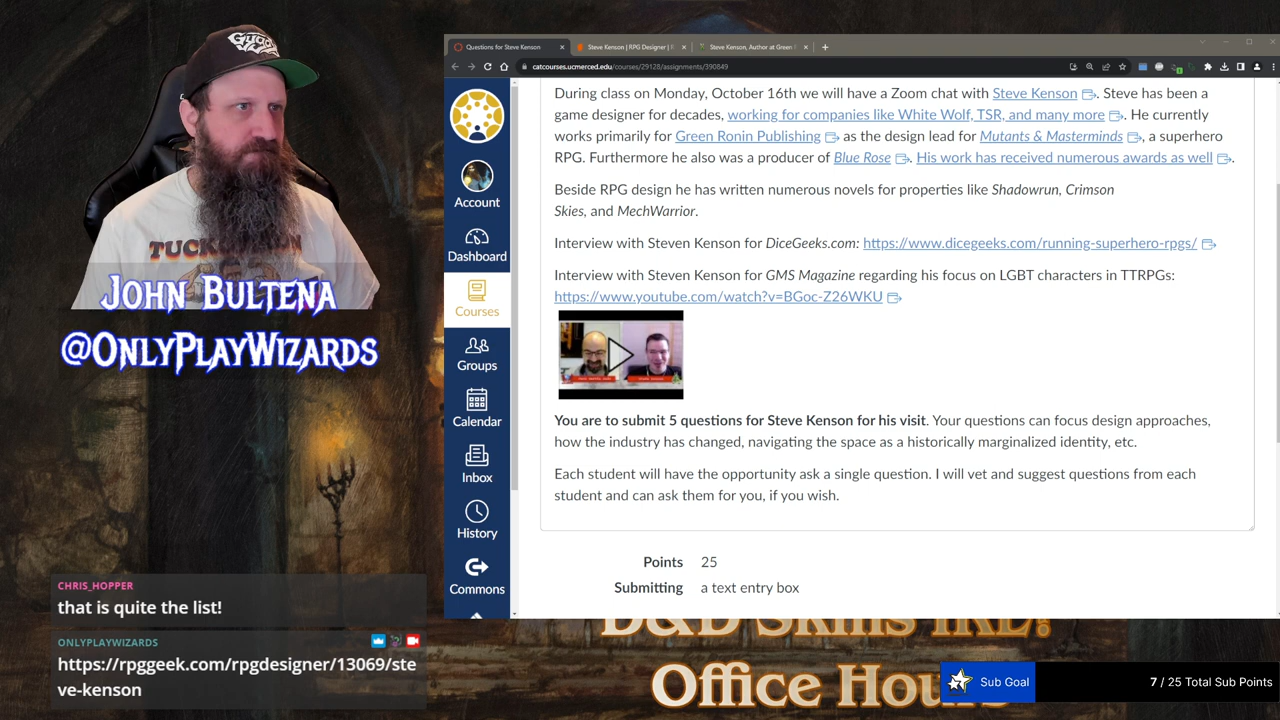 Questions for Steve Kenson
Steve Kenson | RPG Designer | R
Steve Kenson, Author at Green R
catcourses.ucmerced.edu/courses/29128/assignments/390849
During class on Monday, October 16th we will have a Zoom chat with Steve Kenson. Steve has been a
game designer for decades, working for companies like White Wolf, TSR, and many more. He currently
works primarily for Green Ronin Publishing as the design lead for Mutants & Masterminds, a superhero
RPG. Furthermore he also was a producer of Blue Rose. His work has received numerous awards as well.
Beside RPG design he has written numerous novels for properties like Shadowrun, Crimson
Skies, and MechWarrior.
Interview with Steven Kenson for DiceGeeks.com: https://www.dicegeeks.com/running-superhero-rpgs/
Interview with Steven Kenson for GMS Magazine regarding his focus on LGBT characters in TTRPGs:
https://www.youtube.com/watch?v=BGoc-Z26WKU
You are to submit 5 questions for Steve Kenson for his visit. Your questions can focus design approaches,
how the industry has changed, navigating the space as a historically marginalized identity, etc.
Each student will have the opportunity ask a single question. I will vet and suggest questions from each
student and can ask them for you, if you wish.
Points 25
Submitting a text entry box
Account
Dashboard
Courses
Groups
Calendar
Inbox
History
Commons
John Bultena
@OnlyPlayWizards
CHRIS_HOPPER
that is quite the list!
ONLYPLAYWIZARDS
https://rpggeek.com/rpgdesigner/13069/ste
ve-kenson
D&D Skills IRL!
Office Hou
Sub Goal
7 / 25 Total Sub Points